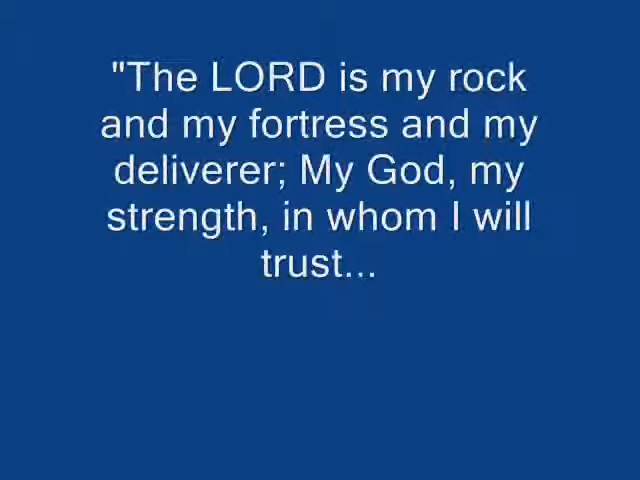 "The LORD is my rock
and my fortress and my
deliverer; My God, my
strength, in whom I will
trust...